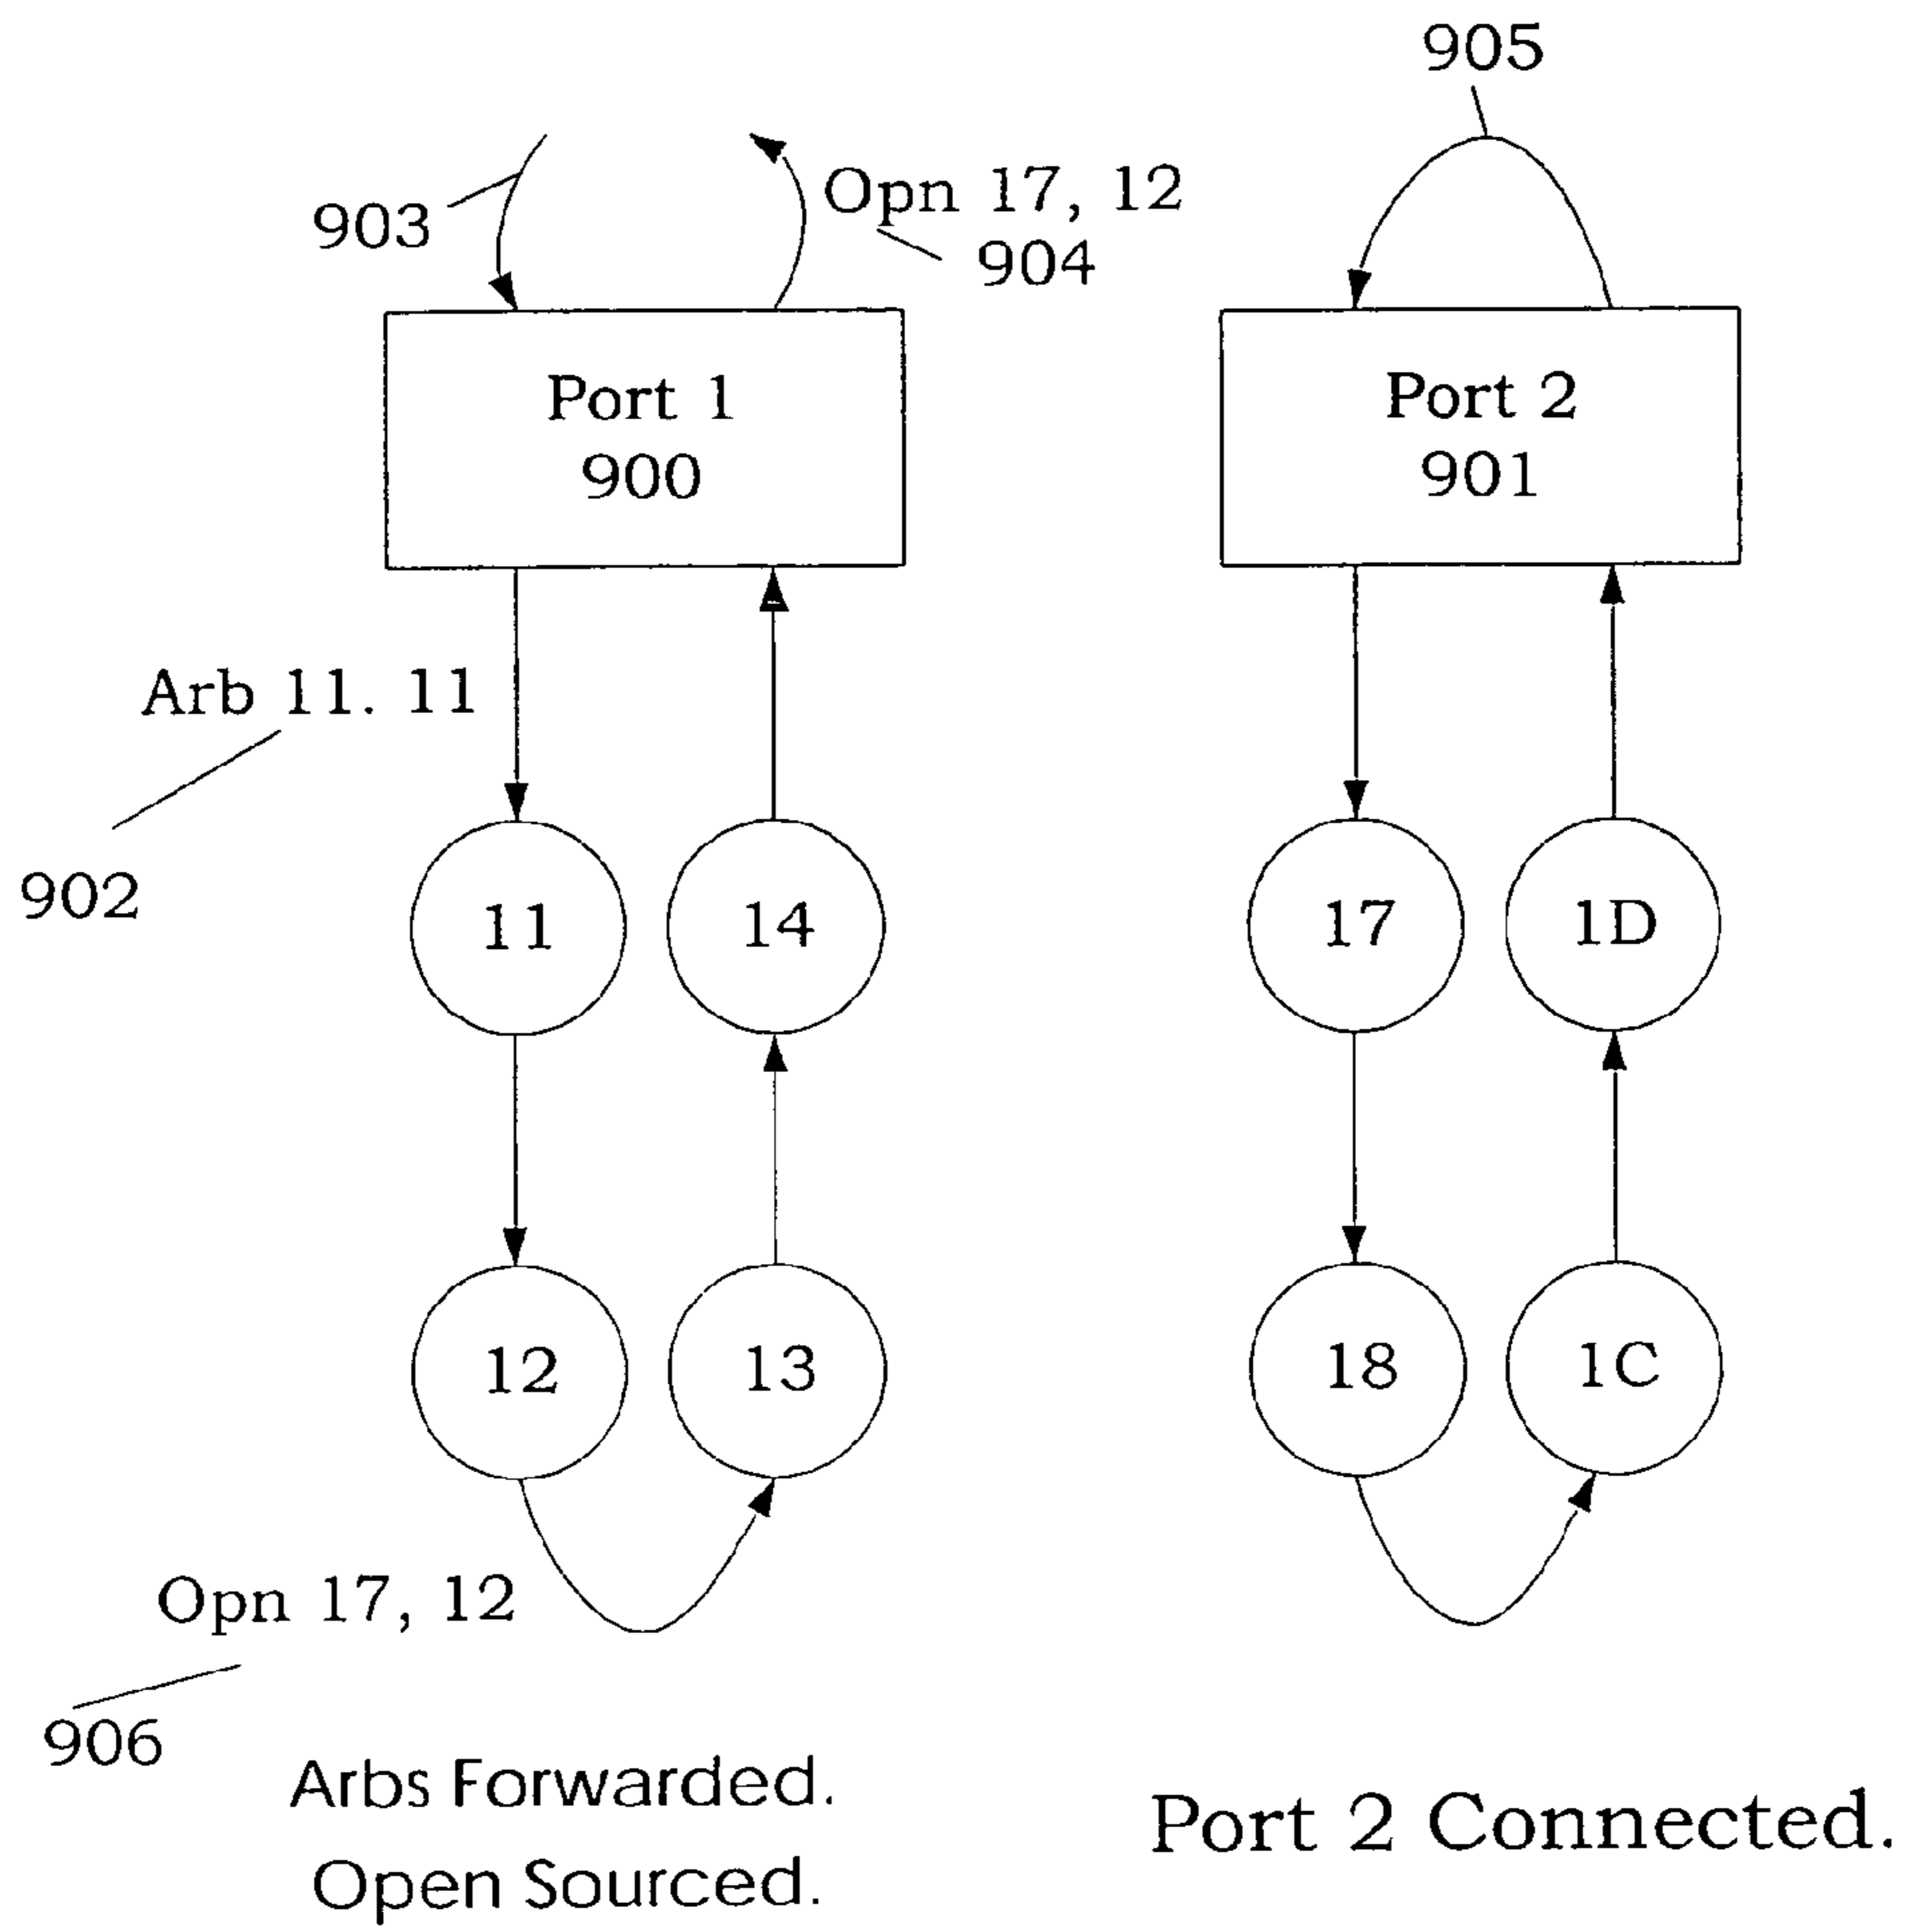 905
903
Opn 17, 12
904
Port 1
900
Port 2
901
Arb 11. 11
902
11
14
17
1D
12
13
18
1C
Opn 17, 12
906
Arbs Forwarded.
Open Sourced.
Port 2 Connected.